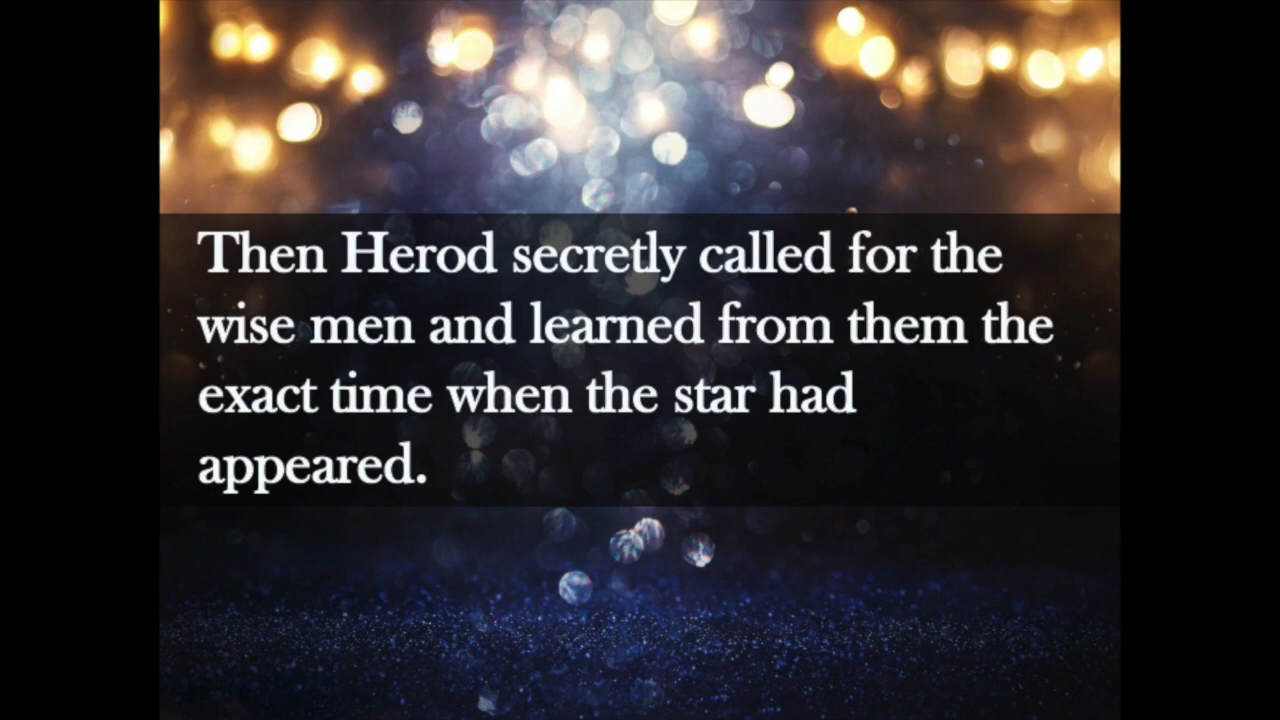 Then Herod secretly called for the
wise men and learned from them the
exact time when the star had
appeared.